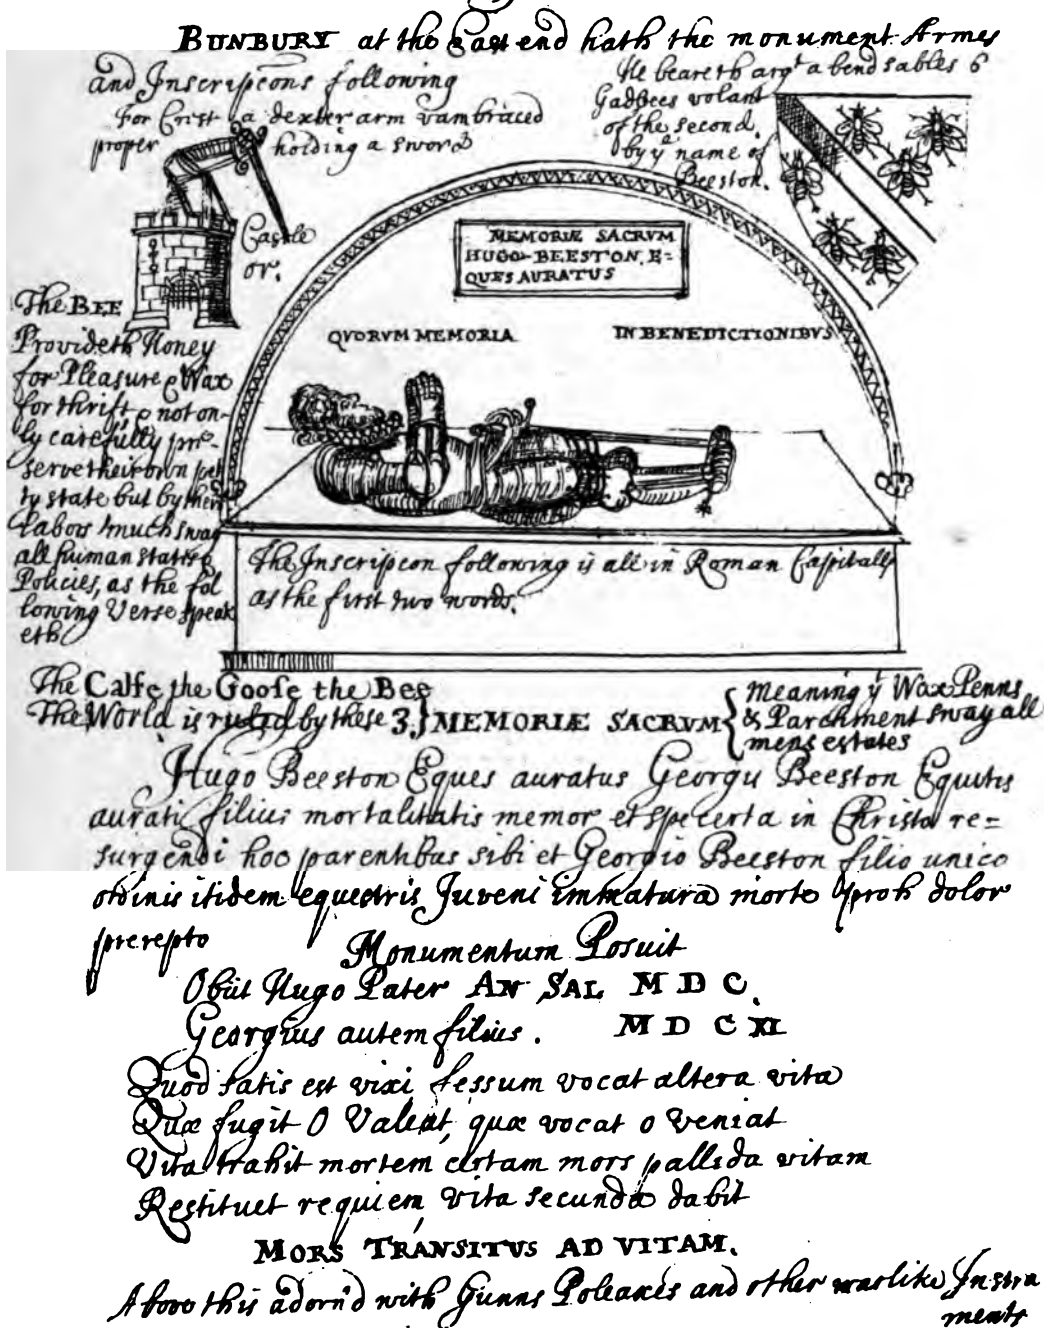 BUNBURY at the East end hath the monument Armes
and Inscripcons following
For Crest a dexter arm vambraced
proper holding a sword
Castle
or.
He beareth argt a bend sables 6
Gadbees volant
of the second,
by ye name of
Beeston.
MEMORIÆ SACRVM
HUGO BEESTON, E=
QUES AURATUS
QVORVM MEMORIA
IN BENEDICTIONIBVS
The BEE
Provideth Honey
for Pleasure & Wax
for thrift & not on-
ly carefully pre-
serve their own pet
ty state but by their
labors much sway
all human states &
Policies, as the fol
lowing Verse speak
eth
The Inscripcon following is all in Roman Capitalls
as the first two words.
The Calfe the Goose the Bee
The World is ruled by these 3.
MEMORIÆ SACRVM
Meaning yt Wax Penns
& Parchment sway all
mens estates
Hugo Beeston Eques auratus Georgii Beeston Equitis
aurati filius mortalitatis memor et spe certa in Christo re=
surgendi hoc parentibus sibi et Georgio Beeston filio unico
ordinis itidem equestris Juveni immatura morte proh dolor
prerepto
Monumentum Posuit
Obiit Hugo Pater AN SAL M D C.
Georgius autem filius. M D C XI
Quod satis est vixi fessum vocat altera vita
Quæ fugit O Valeat, quæ vocat o veniat
Vita trahit mortem certam mors pallida vitam
Restituet requiem, vita secunda dabit
MORS TRANSITUS AD VITAM.
Above this adorn'd with Gunns Poleaxes and other warlike Instru
ments